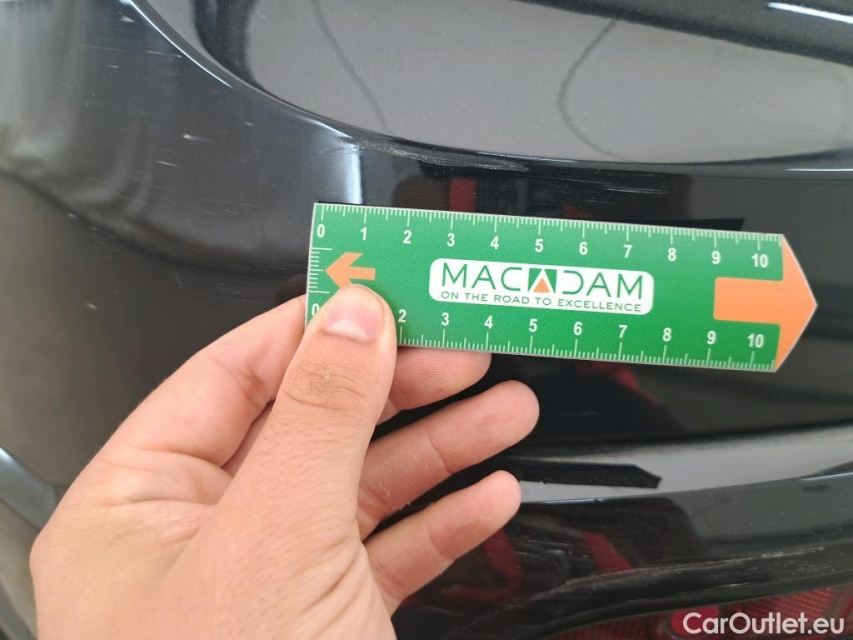 0 1 2 3 4 5 6 7 8 9 10
MACADAM
ON THE ROAD TO EXCELLENCE
0 2 3 4 5 6 7 8 9 10
CarOutlet.eu